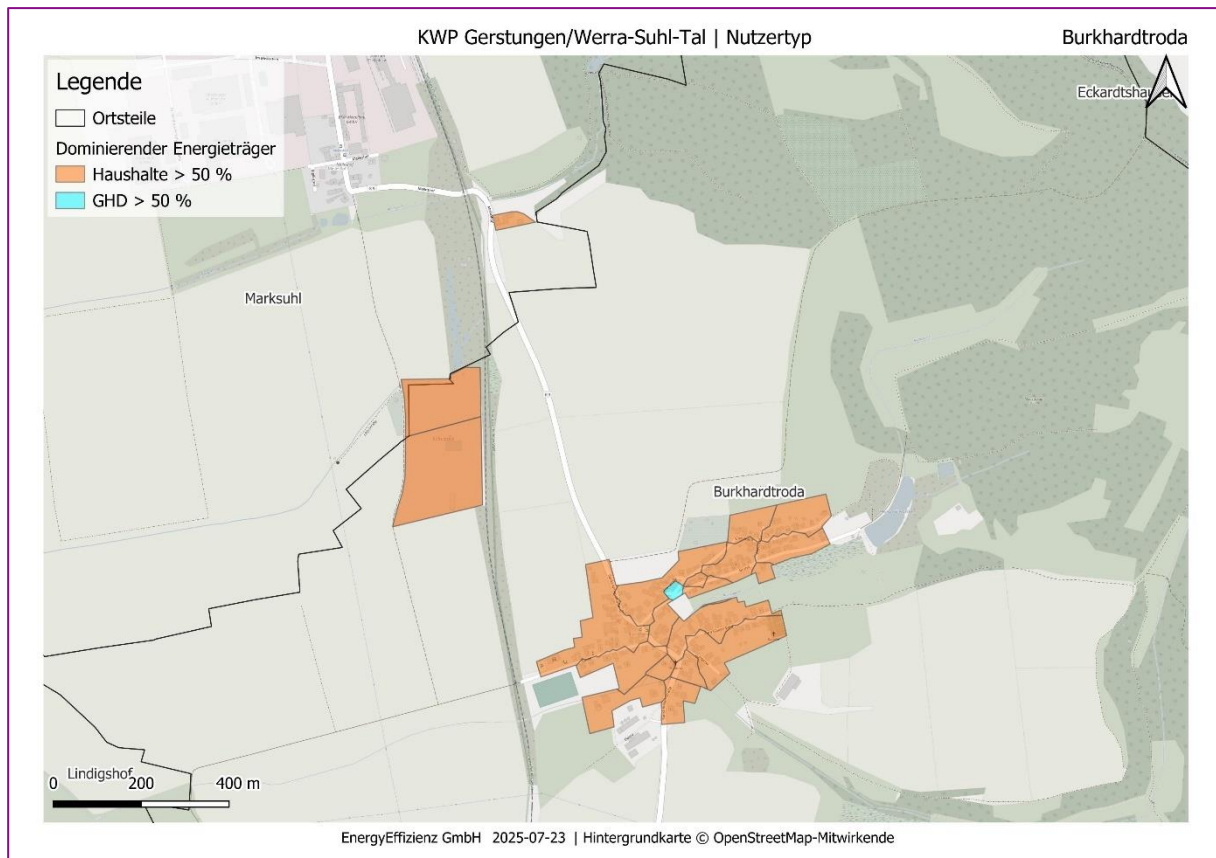 KWP Gerstungen/Werra-Suhl-Tal | Nutzertyp
Burkhardtroda
Legende
Ortsteile
Dominierender Energieträger
Haushalte > 50 %
GHD > 50 %
Marksuhl
Burkhardtroda
Lindigshof
0 200 400 m
EnergyEffizienz GmbH 2025-07-23 | Hintergrundkarte © OpenStreetMap-Mitwirkende